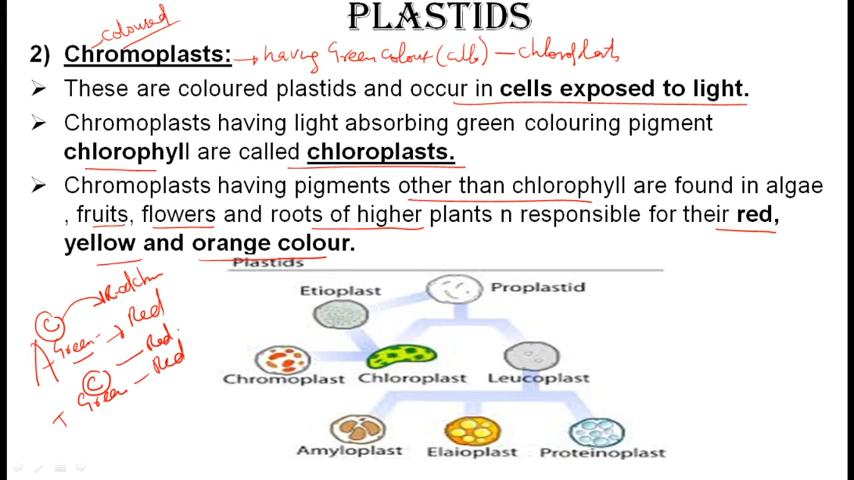 PLASTIDS
coloured
2) Chromoplasts: → having Green colour ( ) – chloroplasts
➢ These are coloured plastids and occur in cells exposed to light.
➢ Chromoplasts having light absorbing green colouring pigment
chlorophyll are called chloroplasts.
➢ Chromoplasts having pigments other than chlorophyll are found in algae
, fruits, flowers and roots of higher plants n responsible for their red,
yellow and orange colour.
Plastids
Etioplast
Proplastid
Chromoplast
Chloroplast
Leucoplast
Amyloplast
Elaioplast
Proteinoplast
C
A Green → Red
C – Red
T Green – Red